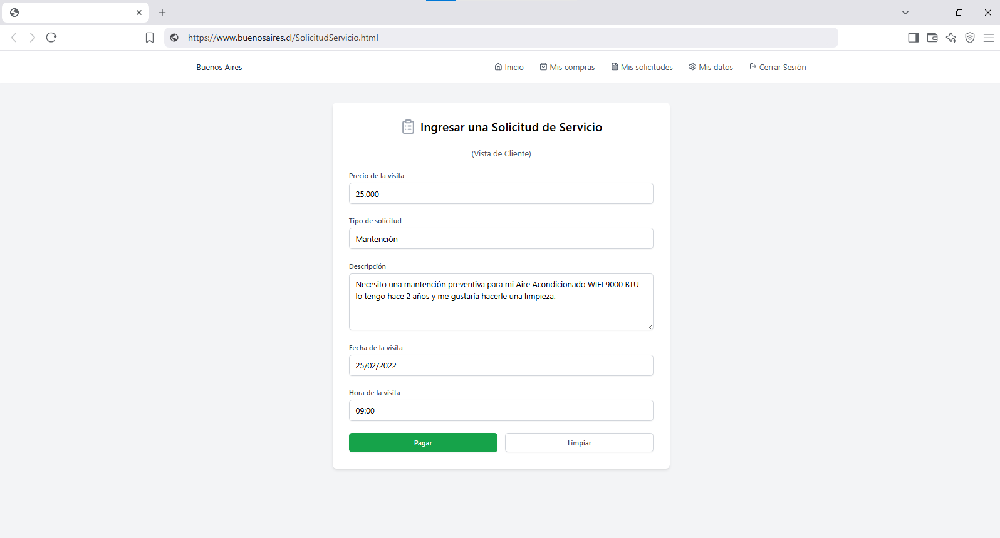 https://www.buenosaires.cl/SolicitudServicio.html
Buenos Aires
Inicio
Mis compras
Mis solicitudes
Mis datos
Cerrar Sesión
Ingresar una Solicitud de Servicio
(Vista de Cliente)
Precio de la visita
25.000
Tipo de solicitud
Mantención
Descripción
Necesito una mantención preventiva para mi Aire Acondicionado WIFI 9000 BTU
lo tengo hace 2 años y me gustaría hacerle una limpieza.
Fecha de la visita
25/02/2022
Hora de la visita
09:00
Pagar
Limpiar